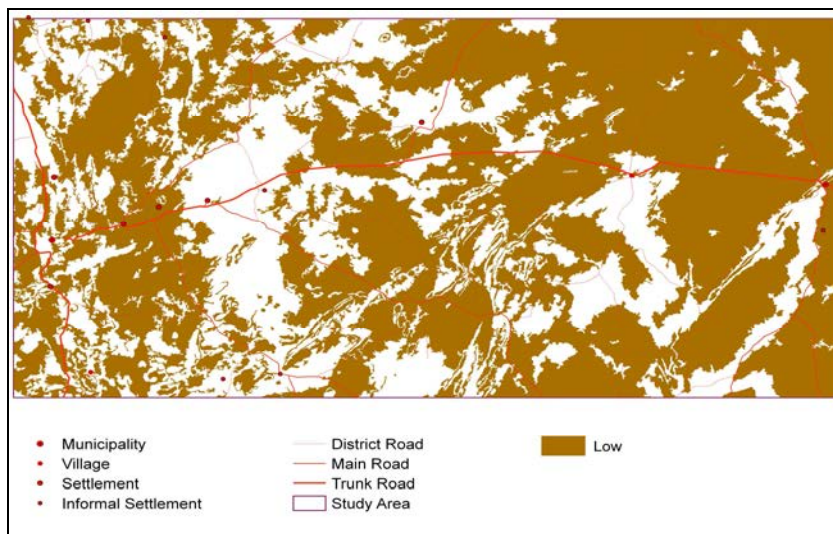 Municipality
Village
Settlement
Informal Settlement
District Road
Main Road
Trunk Road
Study Area
Low